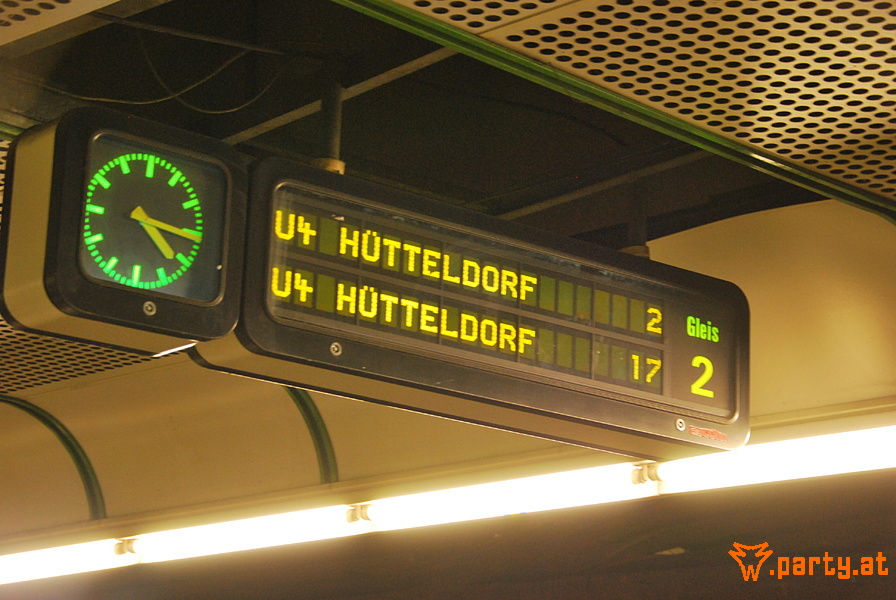 U4 HÜTTELDORF 2
U4 HÜTTELDORF 17
Gleis
2
.party.at